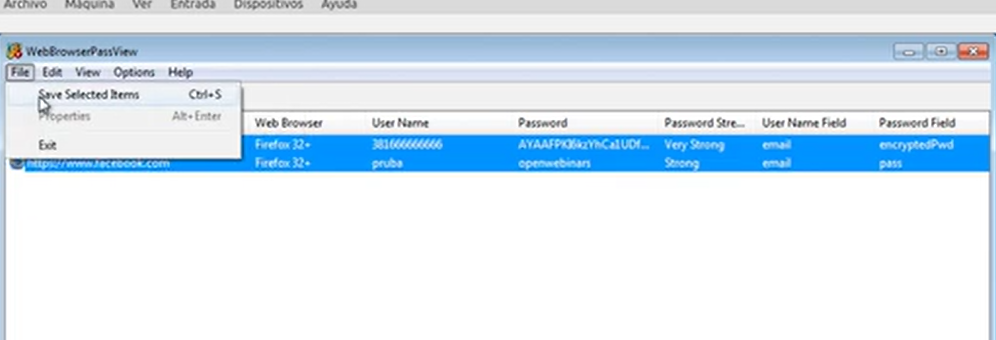 Archivo Máquina Ver Entrada Dispositivos Ayuda
WebBrowserPassView
File Edit View Options Help
Save Selected Items Ctrl+S
Properties Alt+Enter
Exit
Web Browser User Name Password Password Stre... User Name Field Password Field
Firefox 32+ 381666666666 Very Strong email encryptedPwd
https://www.facebook.com Firefox 32+ pruba openwebinars Strong email pass